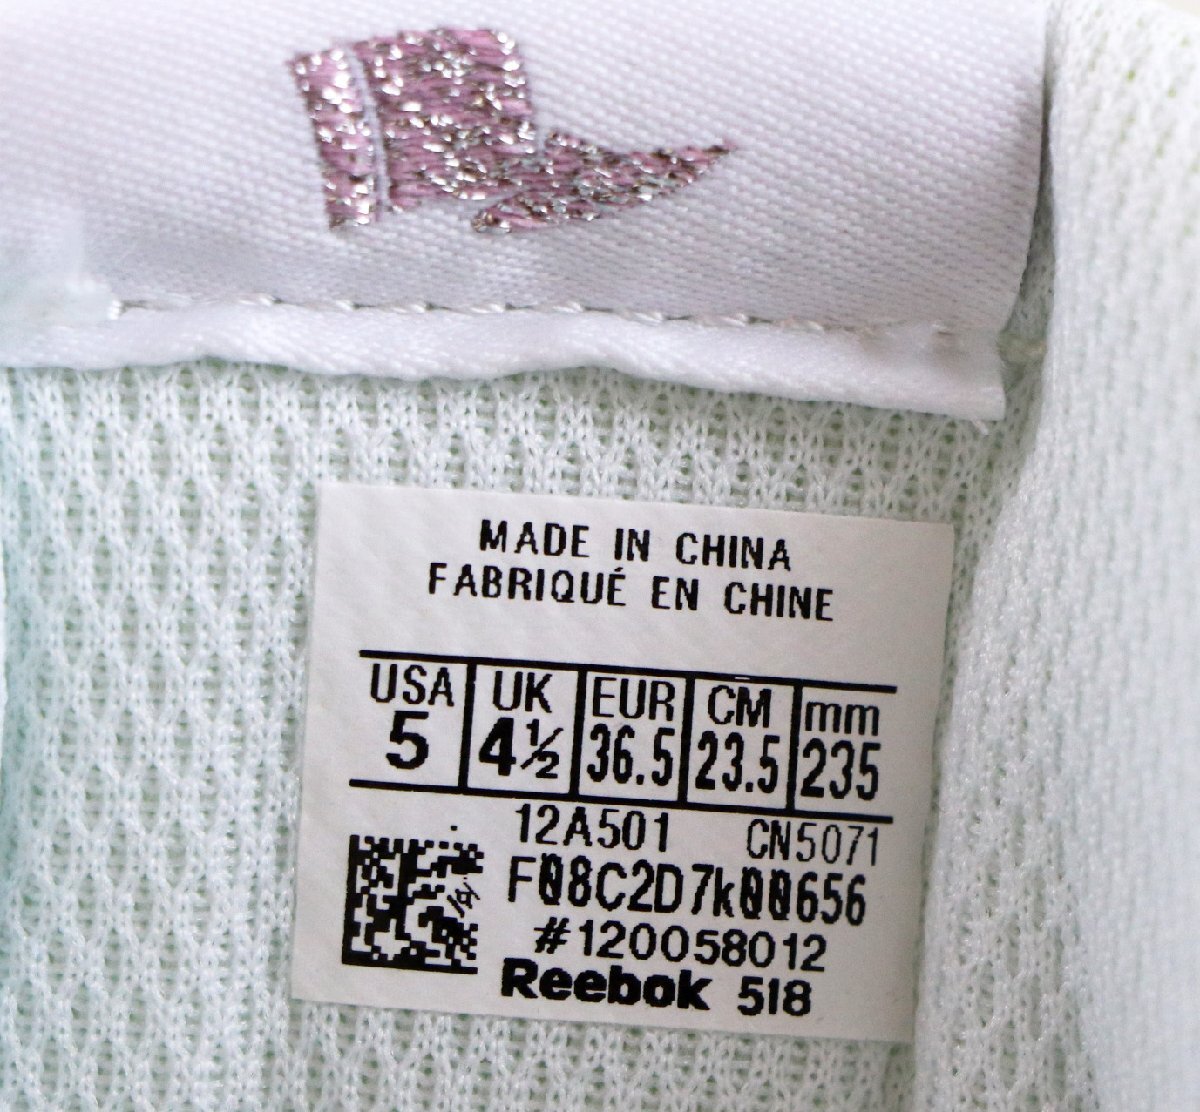 MADE IN CHINA
FABRIQUÉ EN CHINE
USA UK EUR CM mm
5 4½ 36.5 23.5 235
12A501 CN5071
F08C2D7k00656
#120058012
Reebok 518